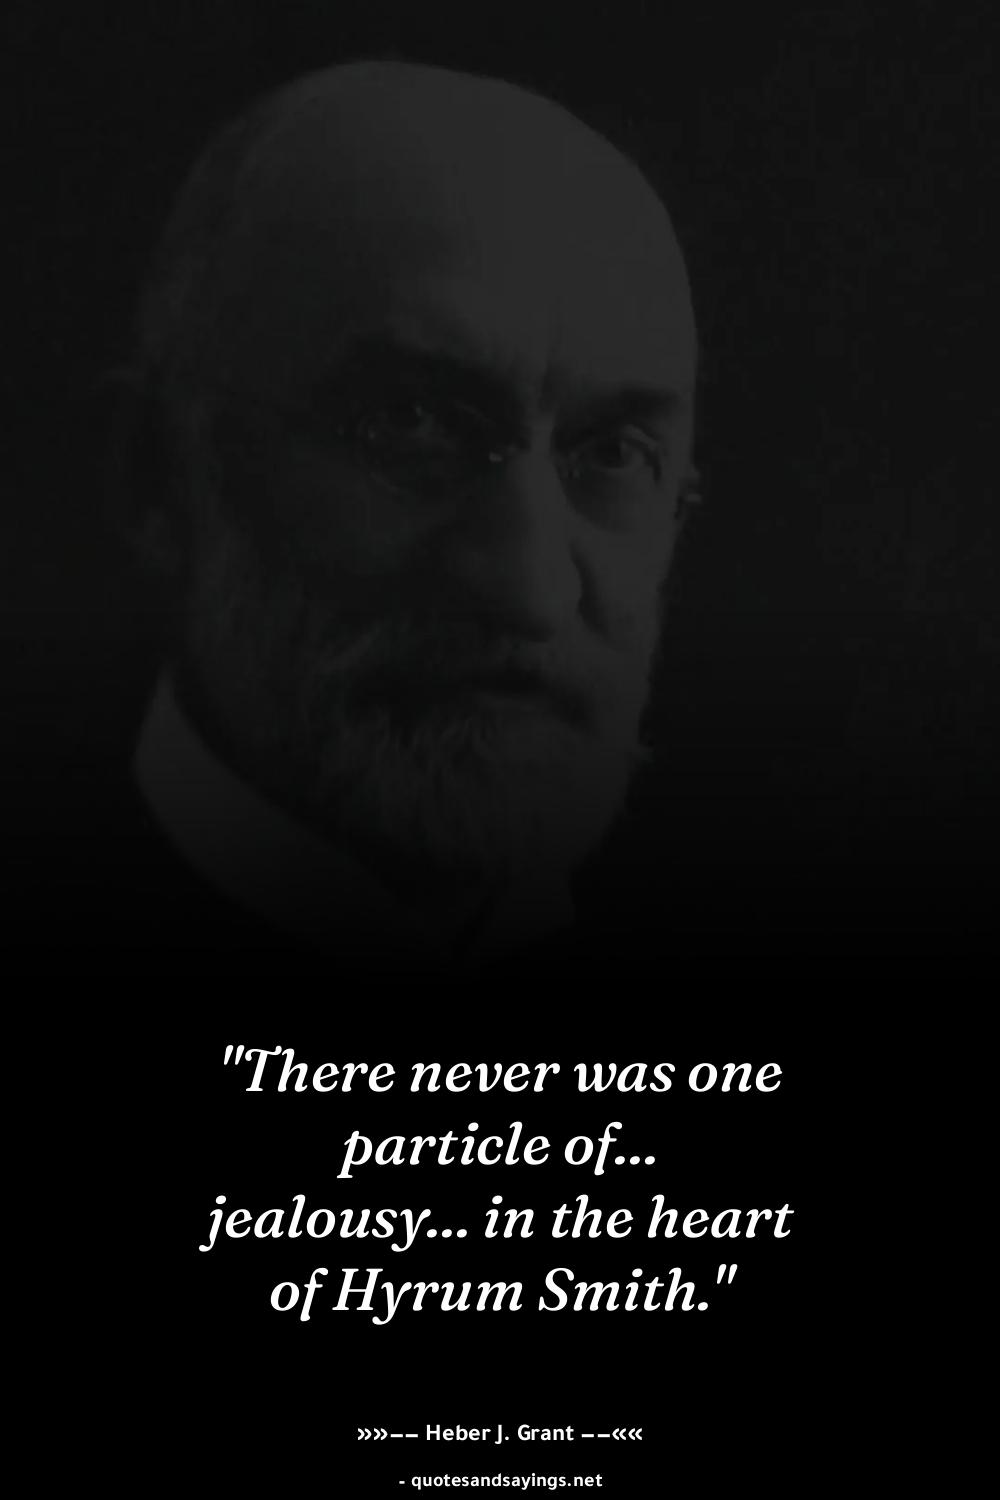 "There never was one
particle of...
jealousy... in the heart
of Hyrum Smith."
»»−− Heber J. Grant −−««
- quotesandsayings.net